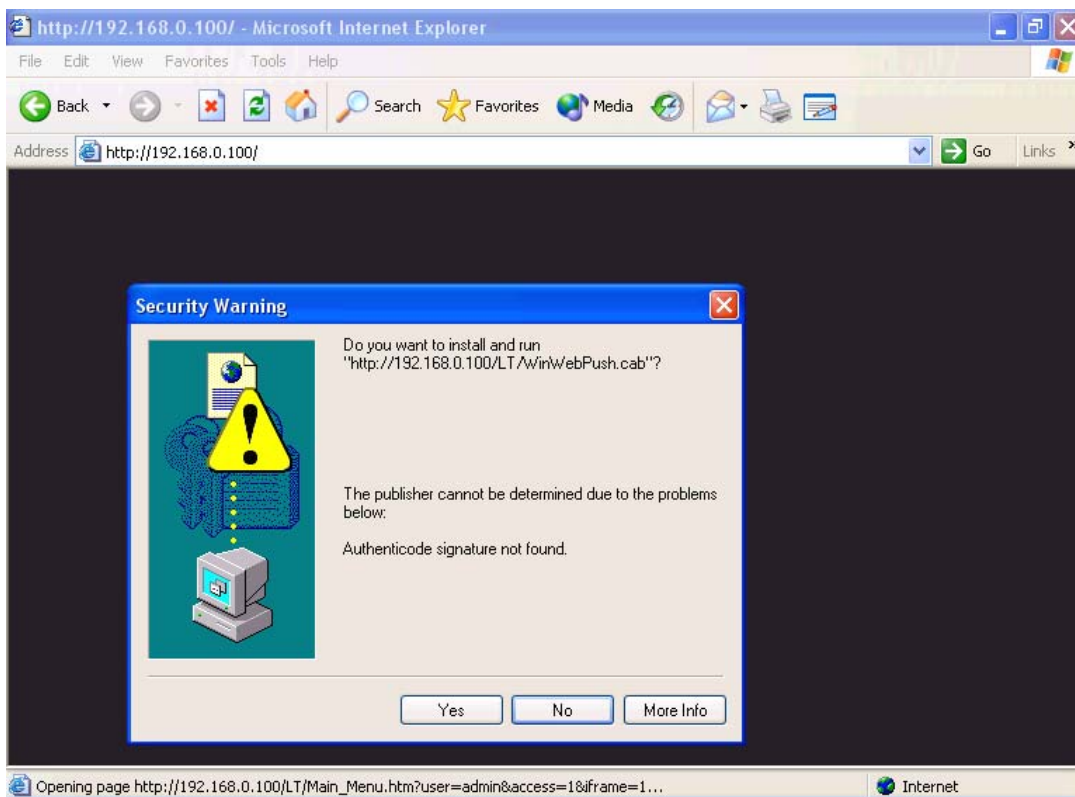 http://192.168.0.100/ - Microsoft Internet Explorer
File Edit View Favorites Tools Help
Back Search Favorites Media
Address http://192.168.0.100/ Go Links »
Security Warning
Do you want to install and run
"http://192.168.0.100/LT/WinWebPush.cab"?
The publisher cannot be determined due to the problems
below:
Authenticode signature not found.
Yes No More Info
Opening page http://192.168.0.100/LT/Main_Menu.htm?user=admin&access=1&iframe=1... Internet